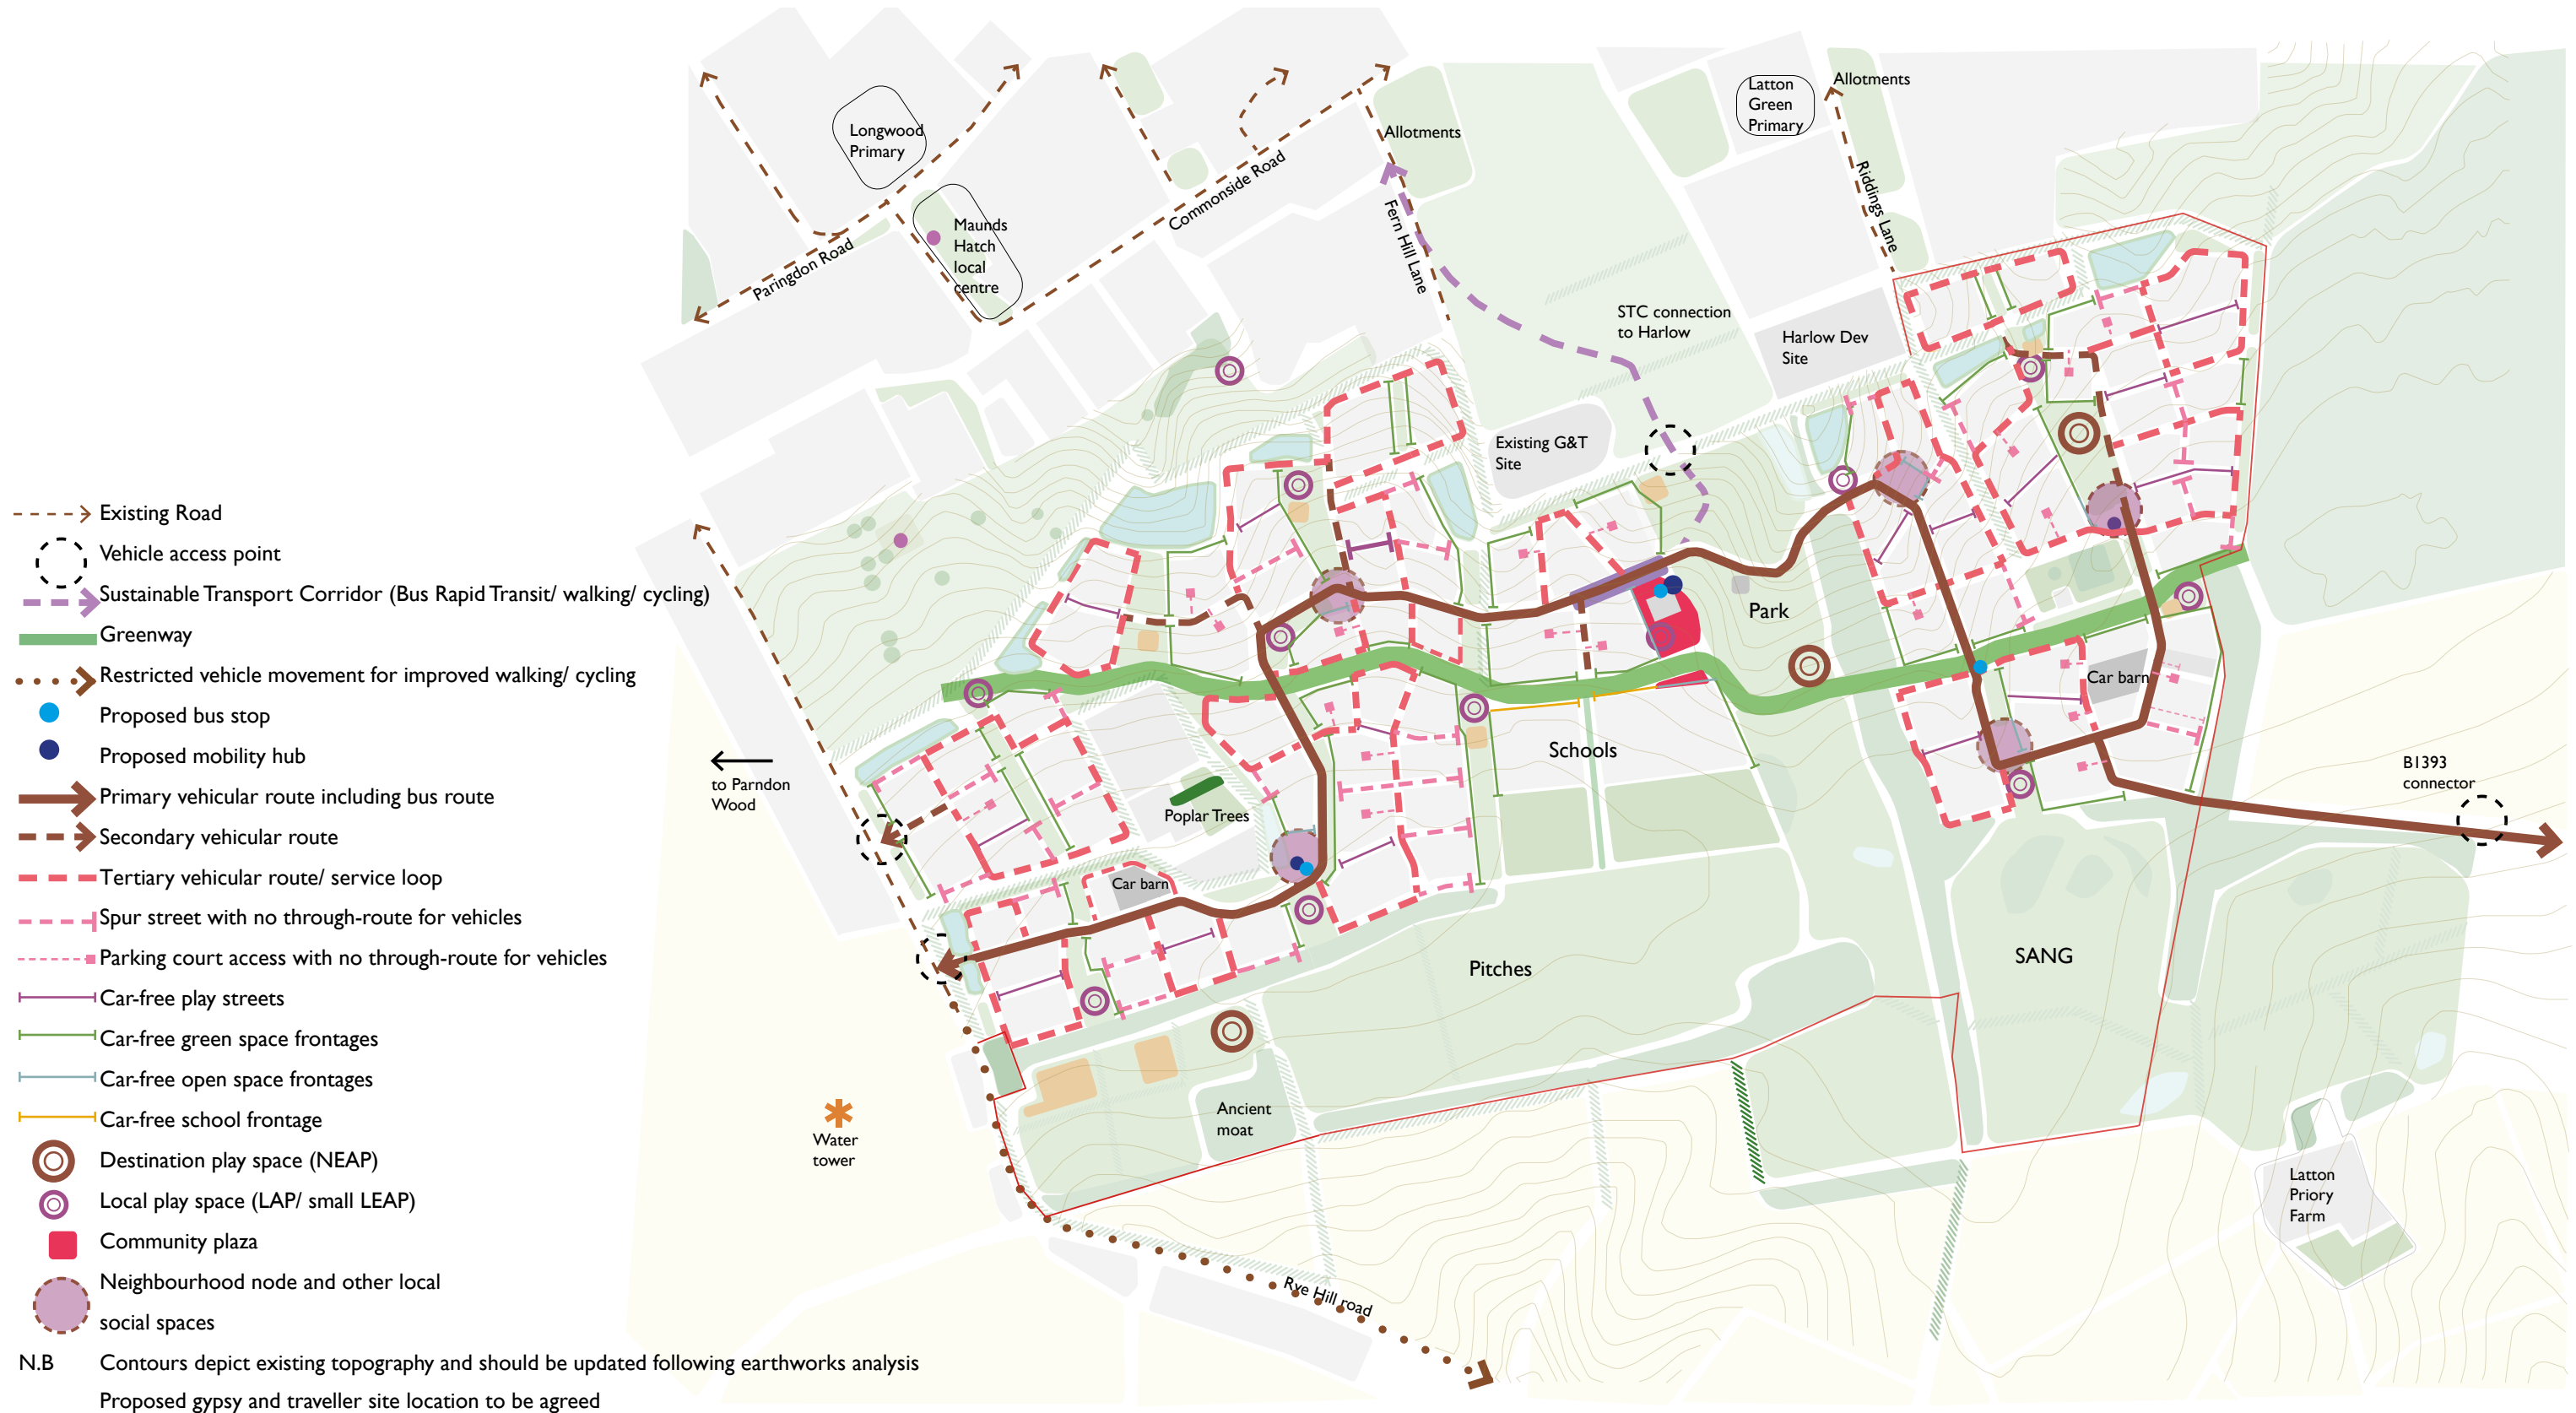 Existing Road
Vehicle access point
Sustainable Transport Corridor (Bus Rapid Transit/ walking/ cycling)
Greenway
Restricted vehicle movement for improved walking/ cycling
Proposed bus stop
Proposed mobility hub
Primary vehicular route including bus route
Secondary vehicular route
Tertiary vehicular route/ service loop
Spur street with no through-route for vehicles
Parking court access with no through-route for vehicles
Car-free play streets
Car-free green space frontages
Car-free open space frontages
Car-free school frontage
Destination play space (NEAP)
Local play space (LAP/ small LEAP)
Community plaza
Neighbourhood node and other local
social spaces
N.B Contours depict existing topography and should be updated following earthworks analysis
Proposed gypsy and traveller site location to be agreed
Longwood
Primary
Maunds
Hatch
local
centre
Paringdon Road
Commonside Road
Allotments
Fern Hill Lane
Latton
Green
Primary
Allotments
Riddings Lane
STC connection
to Harlow
Harlow Dev
Site
Existing G&T
Site
Park
Schools
Car barn
B1393
connector
to Parndon
Wood
Poplar Trees
Car barn
Pitches
SANG
Ancient
moat
Water
tower
Rye Hill road
Latton
Priory
Farm